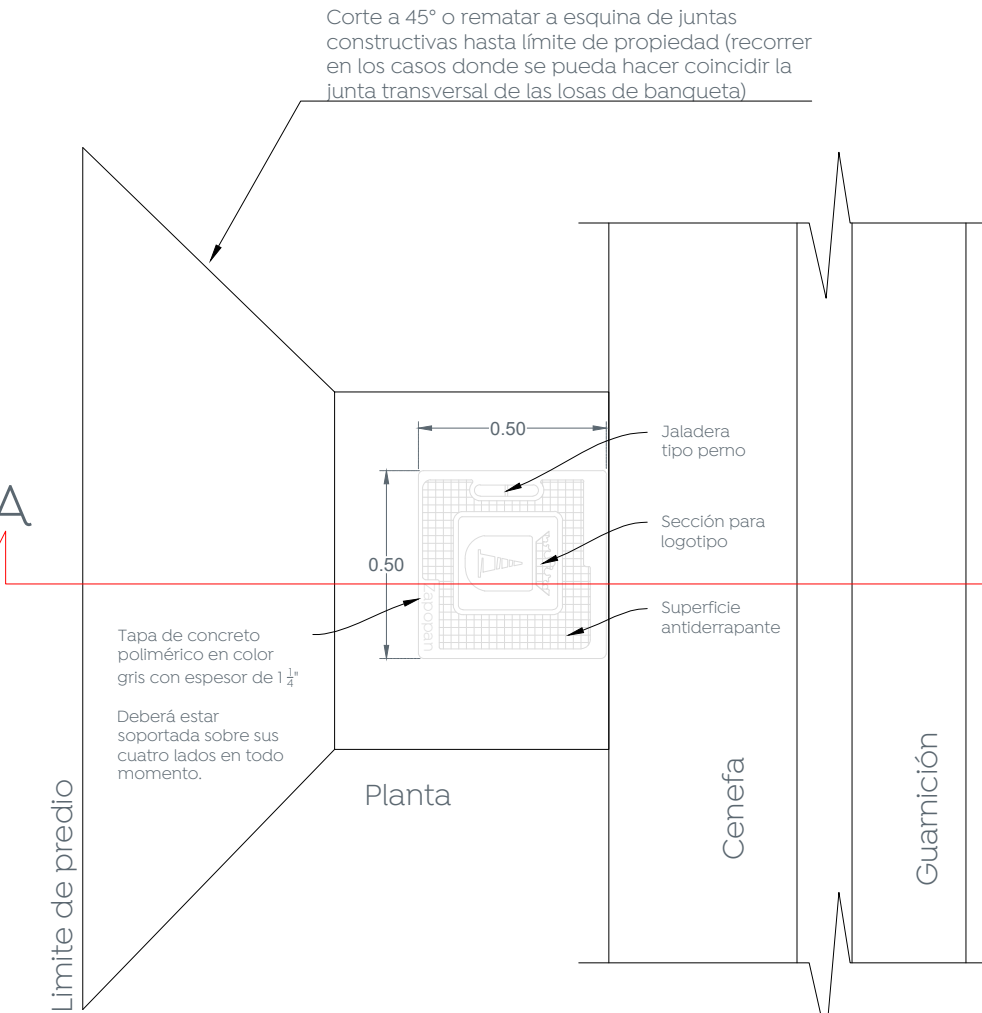 Corte a 45° o rematar a esquina de juntas
constructivas hasta límite de propiedad (recorrer
en los casos donde se pueda hacer coincidir la
junta transversal de las losas de banqueta)
0.50
Jaladera
tipo perno
A
0.50
Sección para
logotipo
Zapopan
Superficie
antiderrapante
Tapa de concreto
polimérico en color
gris con espesor de 1 1/4"
Deberá estar
soportada sobre sus
cuatro lados en todo
momento.
Planta
Limite de predio
Cenefa
Guarnición